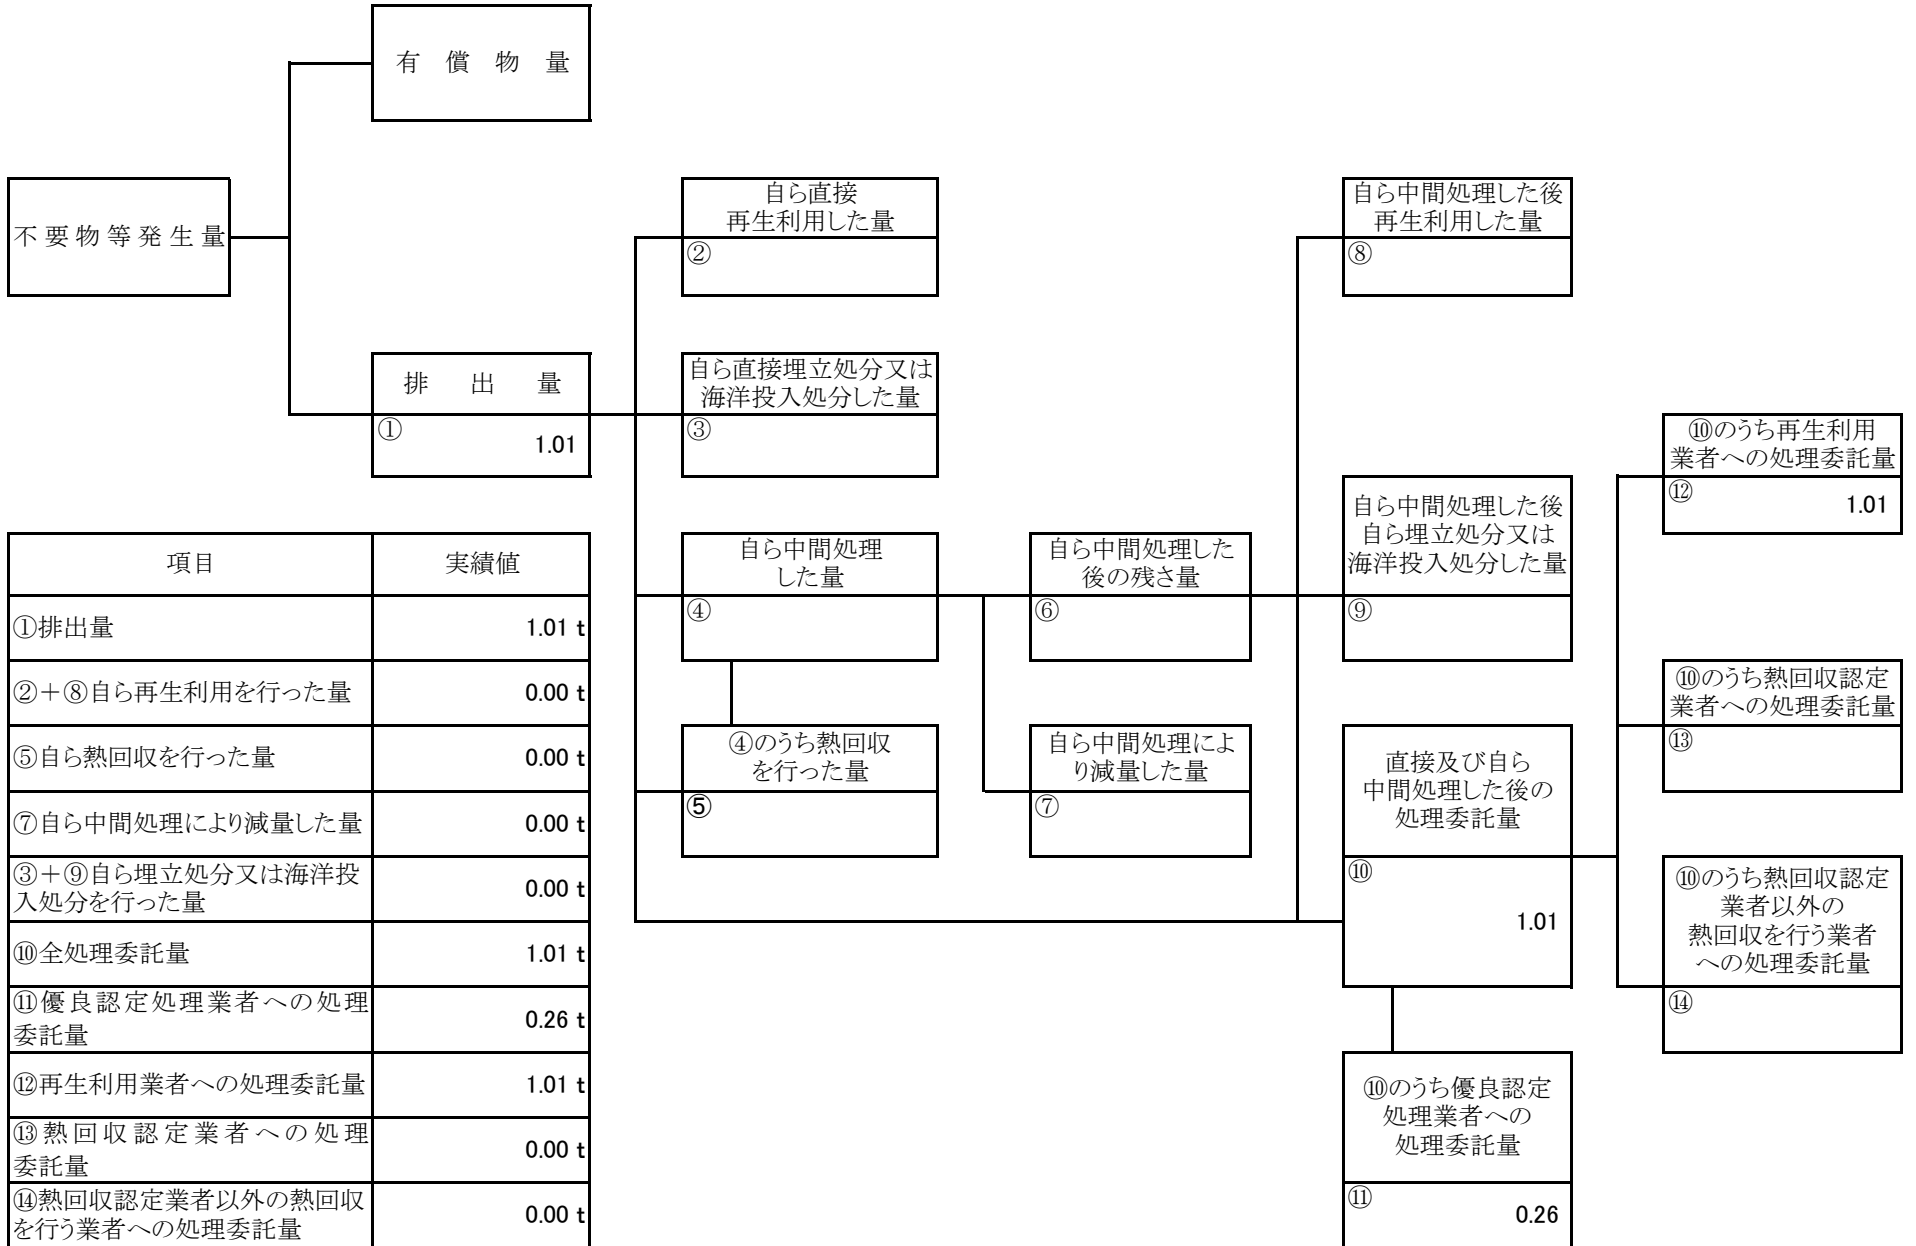 有償物量
不要物等発生量
自ら直接
再生利用した量
②
自ら中間処理した後
再生利用した量
⑧
排出量
①
1.01
自ら直接埋立処分又は
海洋投入処分した量
③
⑩のうち再生利用
業者への処理委託量
⑫
1.01
自ら中間処理
した量
④
自ら中間処理した
後の残さ量
⑥
自ら中間処理した後
自ら埋立処分又は
海洋投入処分した量
⑨
⑩のうち熱回収認定
業者への処理委託量
⑬
④のうち熱回収
を行った量
⑤
自ら中間処理によ
り減量した量
⑦
直接及び自ら
中間処理した後の
処理委託量
⑩
1.01
⑩のうち熱回収認定
業者以外の
熱回収を行う業者
への処理委託量
⑭
⑩のうち優良認定
処理業者への
処理委託量
⑪
0.26
項目 実績値
①排出量 1.01 t
②＋⑧自ら再生利用を行った量 0.00 t
⑤自ら熱回収を行った量 0.00 t
⑦自ら中間処理により減量した量 0.00 t
③＋⑨自ら埋立処分又は海洋投
入処分を行った量 0.00 t
⑩全処理委託量 1.01 t
⑪優良認定処理業者への処理
委託量 0.26 t
⑫再生利用業者への処理委託量 1.01 t
⑬熱回収認定業者への処理
委託量 0.00 t
⑭熱回収認定業者以外の熱回収
を行う業者への処理委託量 0.00 t